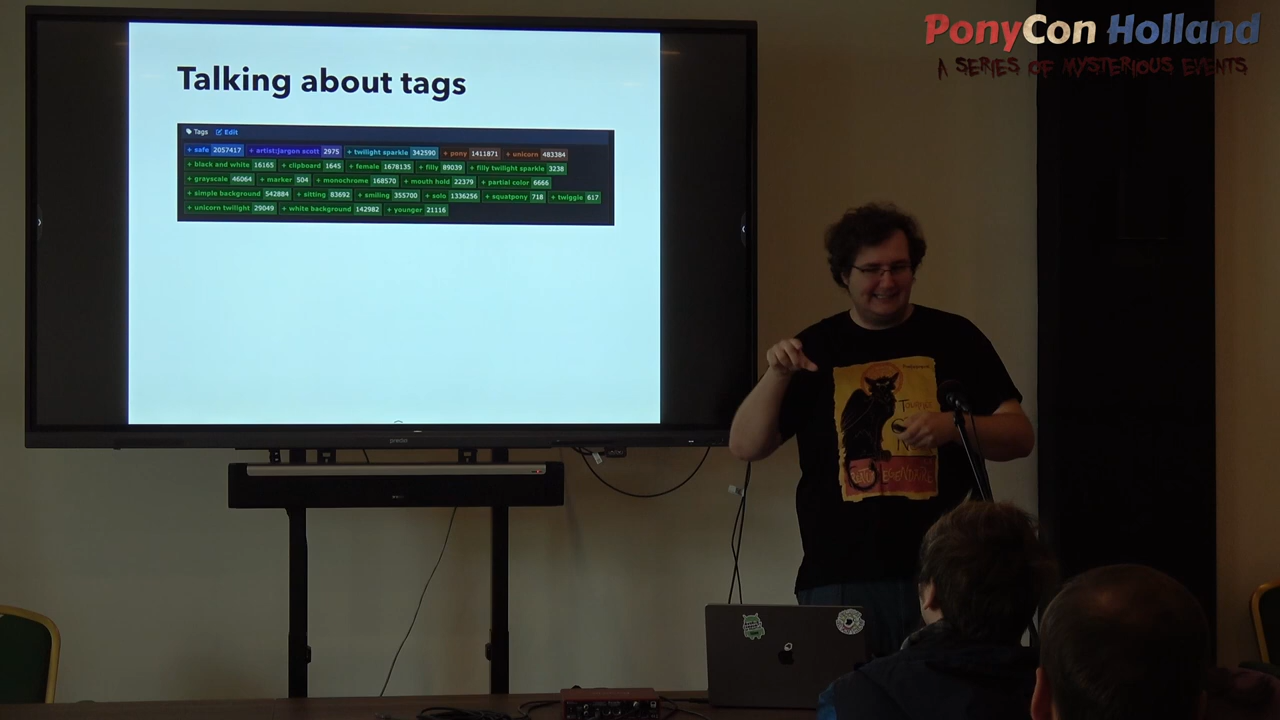 PonyCon Holland
A SERIES OF MYSTERIOUS EVENTS
Talking about tags
Tags Edit
+ safe 2057417 + artist:jargon scott 2975 + twilight sparkle 342590 + pony 1411871 + unicorn 483384
+ black and white 16165 + clipboard 1645 + female 1678135 + filly 89039 + filly twilight sparkle 3238
+ grayscale 46064 + marker 504 + monochrome 168570 + mouth hold 22379 + partial color 6666
+ simple background 542884 + sitting 83692 + smiling 355700 + solo 1336256 + squatpony 718 + twiggie 617
+ unicorn twilight 29049 + white background 142982 + younger 21116